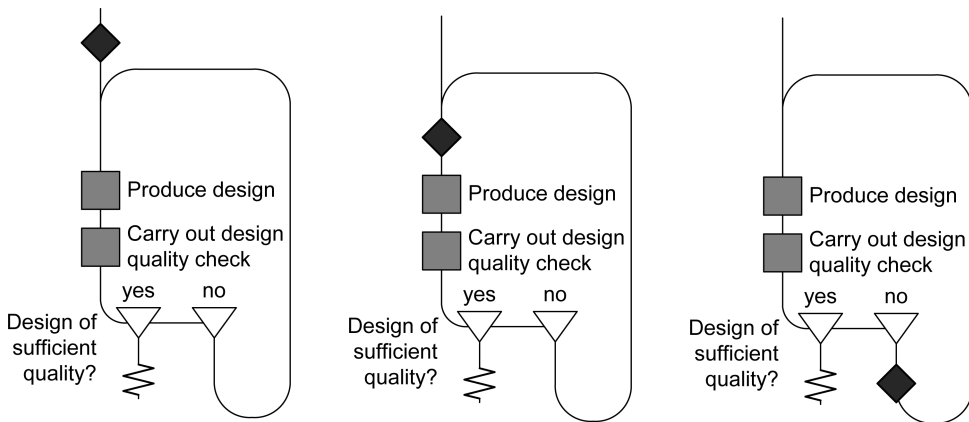 Produce design
Carry out design
quality check
yes
no
Design of
sufficient
quality?
Produce design
Carry out design
quality check
yes
no
Design of
sufficient
quality?
Produce design
Carry out design
quality check
yes
no
Design of
sufficient
quality?